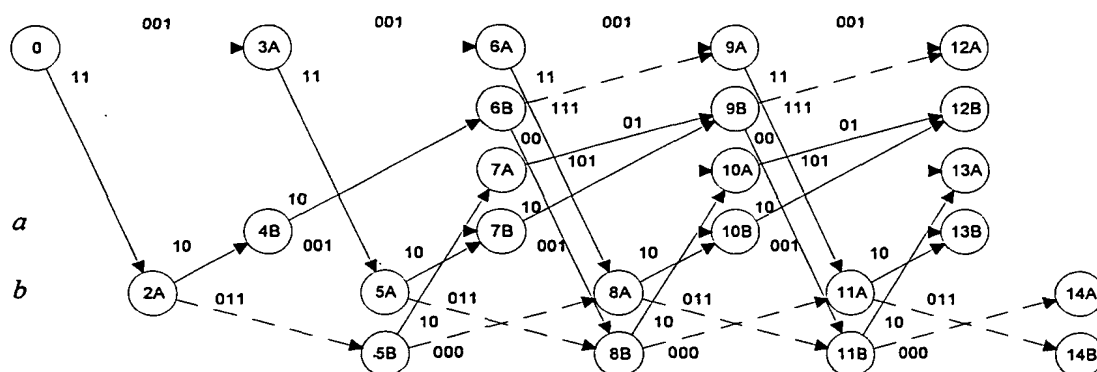 001 001 001 001
0 3A 6A 9A 12A
11 11 11 11
6B 111 9B 111 12B
00 01 00 01
7A 101 10A 101 13A
a 4B 10 7B 10 10B 10 13B
10 001 10 001 10 001 10
b 2A 011 5A 011 8A 011 11A 011 14A
10 10 10
5B 000 8B 000 11B 000 14B